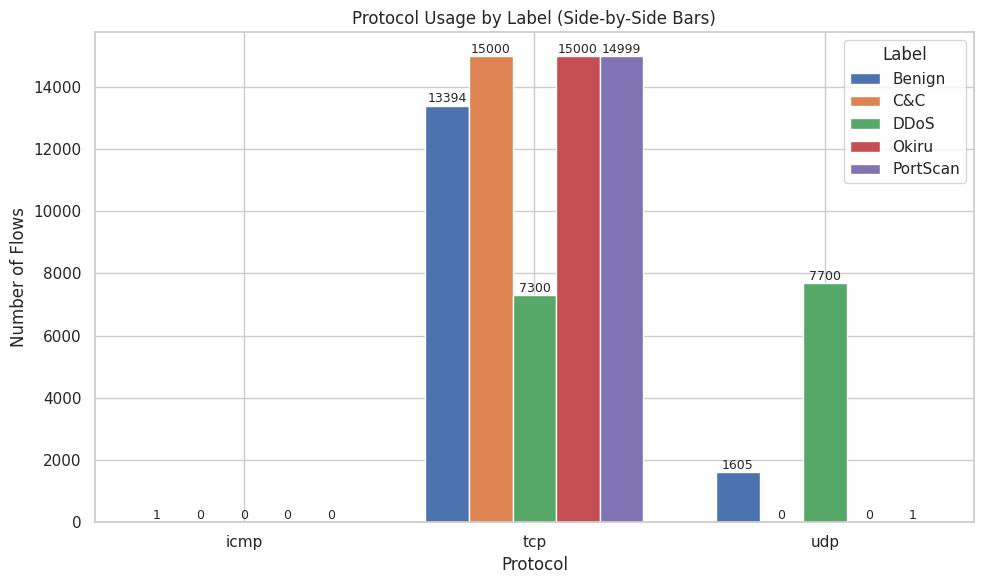 Protocol Usage by Label (Side-by-Side Bars)
Label
Benign
C&C
DDoS
Okiru
PortScan
Number of Flows
14000
12000
10000
8000
6000
4000
2000
0
1
0
0
0
0
13394
15000
7300
15000
14999
1605
0
7700
0
1
icmp
tcp
udp
Protocol